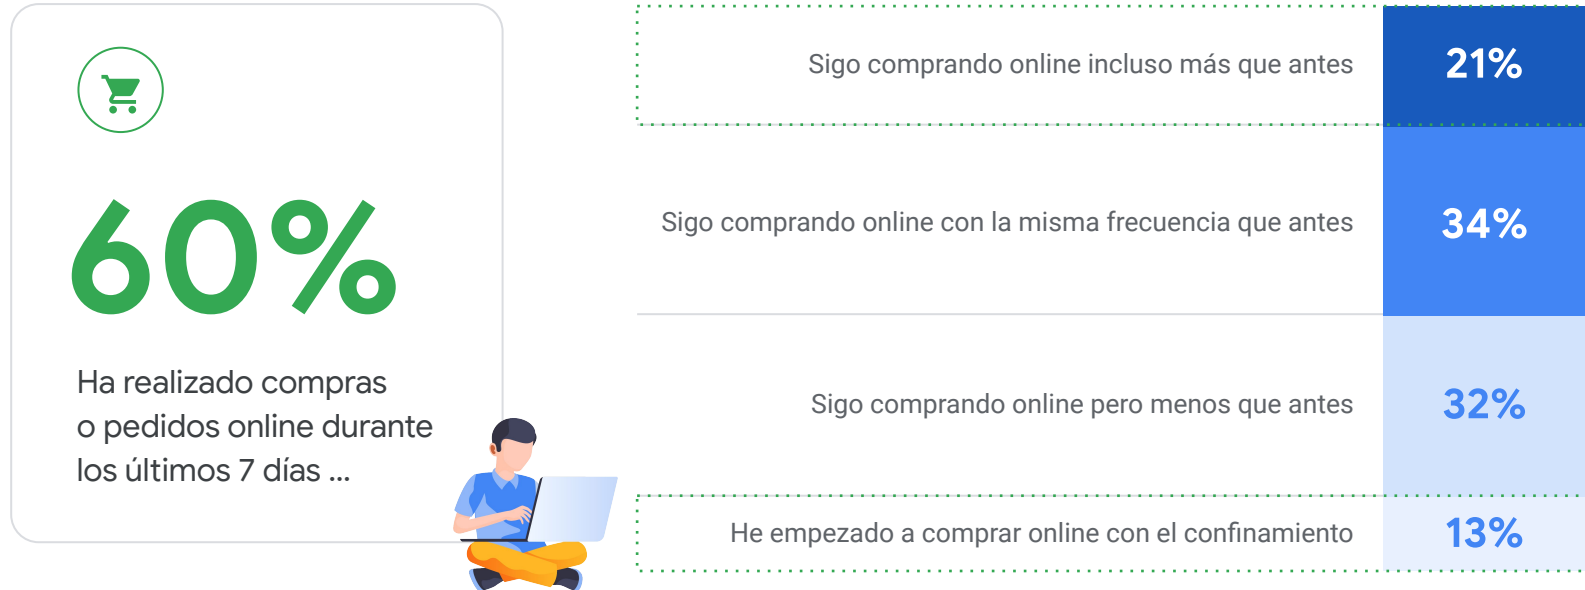 60%
Ha realizado compras
o pedidos online durante
los últimos 7 días ...
Sigo comprando online incluso más que antes 21%
Sigo comprando online con la misma frecuencia que antes 34%
Sigo comprando online pero menos que antes 32%
He empezado a comprar online con el confinamiento 13%